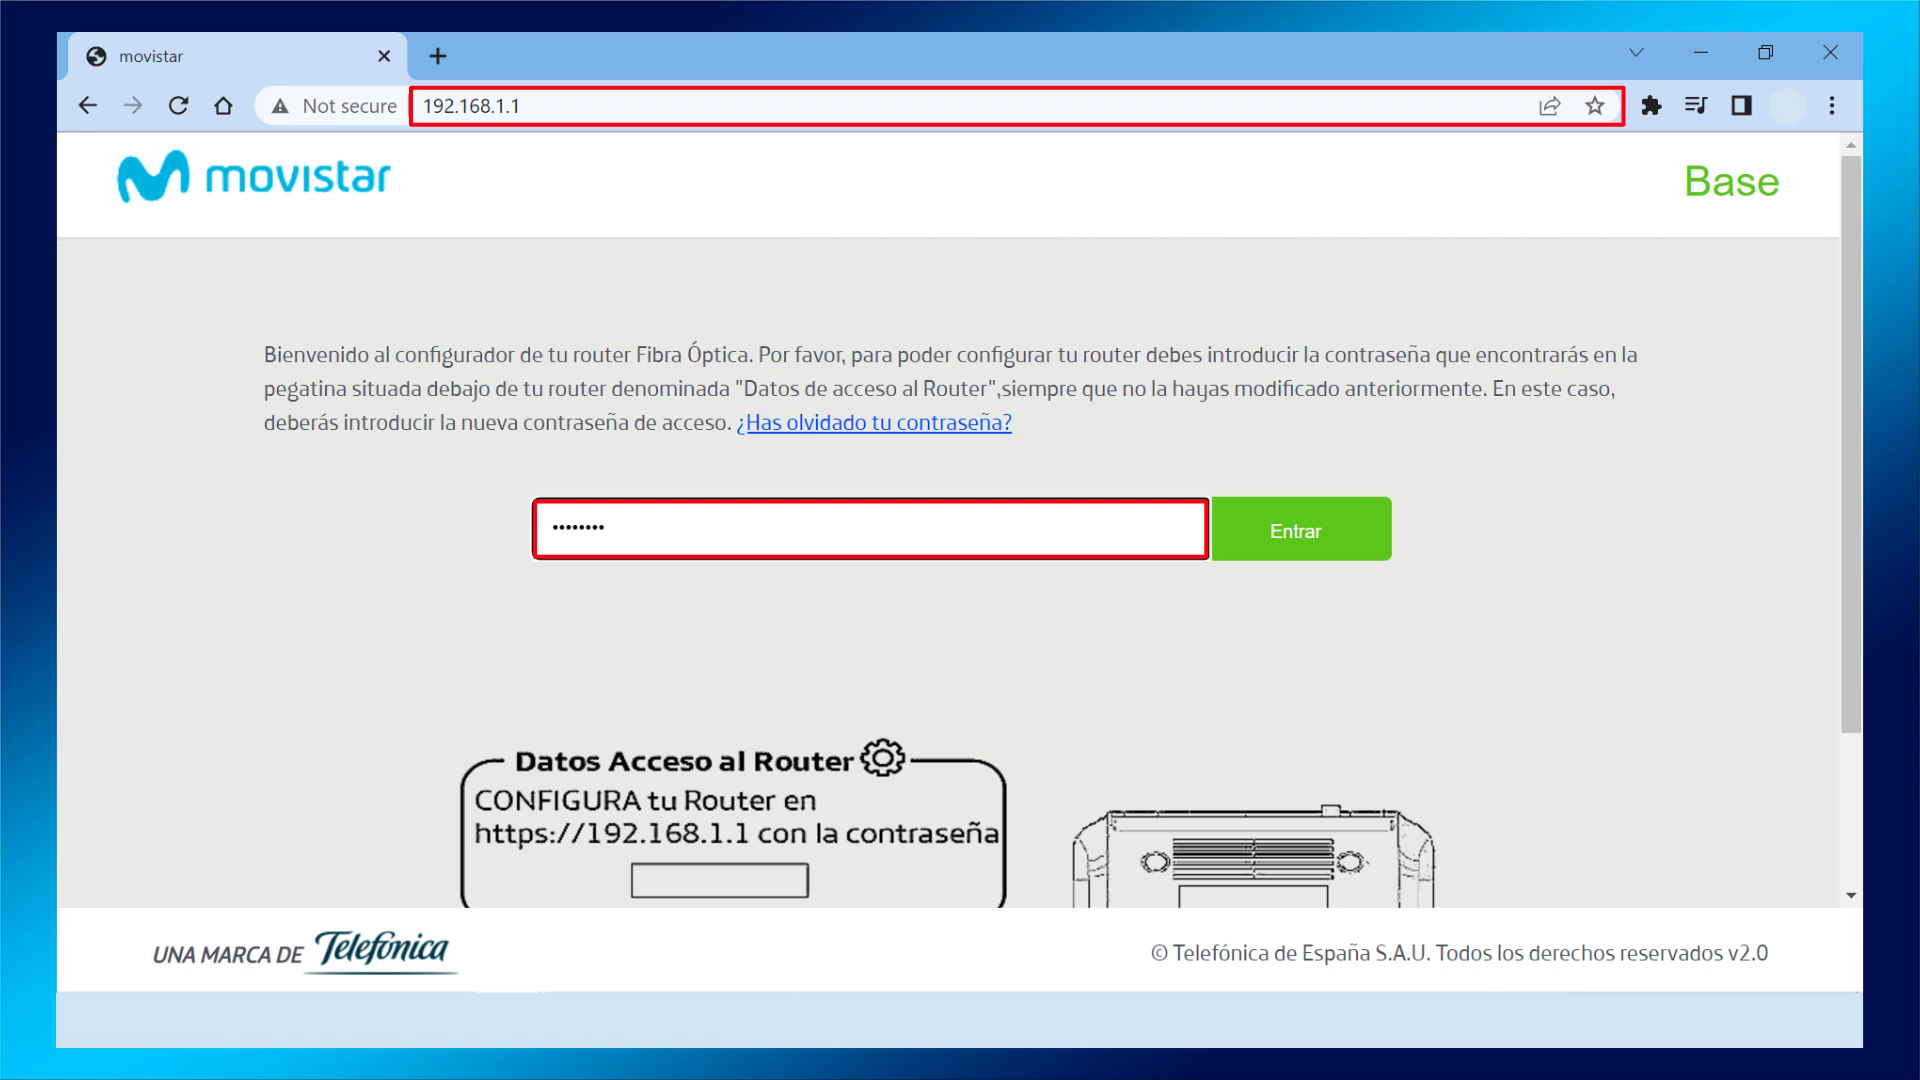 movistar
Not secure
192.168.1.1
movistar
Base
Bienvenido al configurador de tu router Fibra Óptica. Por favor, para poder configurar tu router debes introducir la contraseña que encontrarás en la
pegatina situada debajo de tu router denominada "Datos de acceso al Router",siempre que no la hayas modificado anteriormente. En este caso,
deberás introducir la nueva contraseña de acceso. ¿Has olvidado tu contraseña?
••••••••
Entrar
Datos Acceso al Router
CONFIGURA tu Router en
https://192.168.1.1 con la contraseña
UNA MARCA DE Telefónica
© Telefónica de España S.A.U. Todos los derechos reservados v2.0